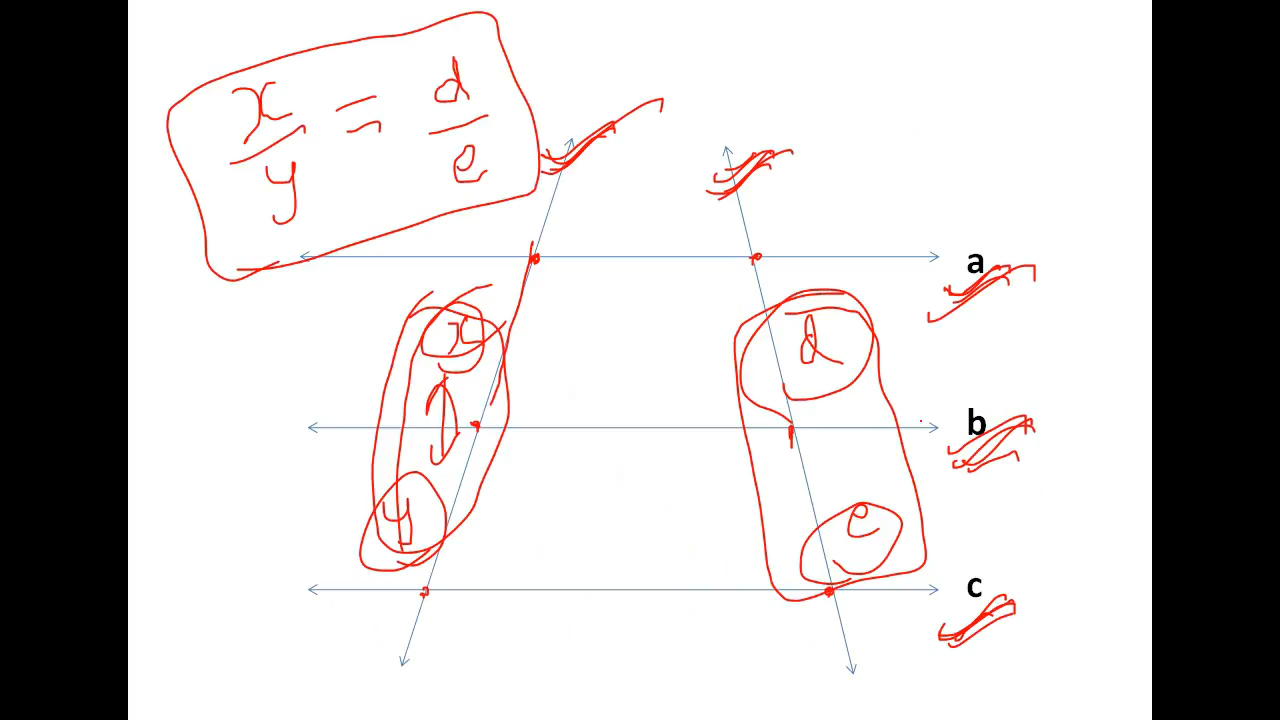 x/y = d/e
a
x d
b
y e
c